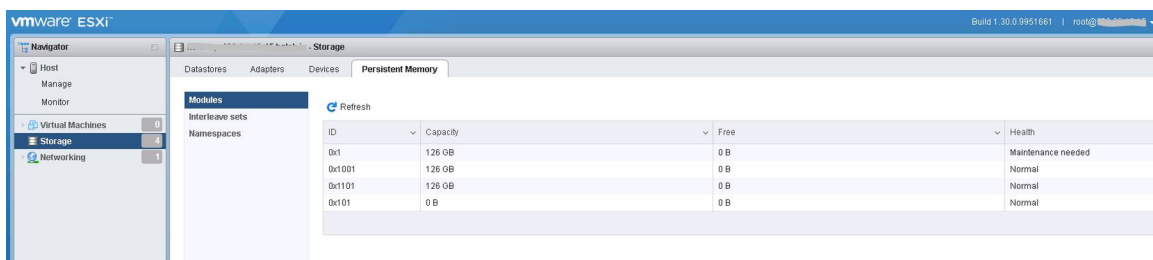 vmware ESXi™
Build 1.30.0.9951661 | root@
Navigator
. Storage
Host
Manage
Monitor
Virtual Machines 0
Storage 4
Networking 1
Datastores Adapters Devices Persistent Memory
Modules
Interleave sets
Namespaces
Refresh
ID Capacity Free Health
0x1 126 GB 0 B Maintenance needed
0x1001 126 GB 0 B Normal
0x1101 126 GB 0 B Normal
0x101 0 B 0 B Normal